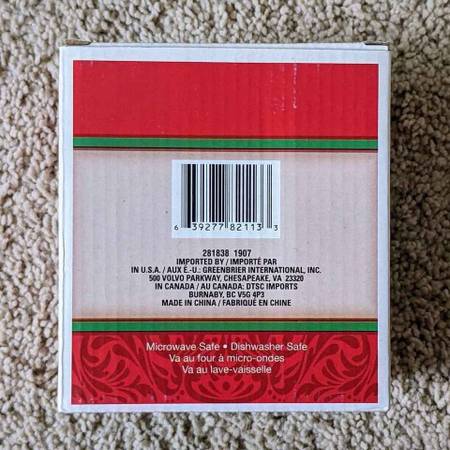 6 39277 82113 3
281838 1907
IMPORTED BY / IMPORTÉ PAR
IN U.S.A. / AUX É.-U.: GREENBRIER INTERNATIONAL, INC.
500 VOLVO PARKWAY, CHESAPEAKE, VA 23320
IN CANADA / AU CANADA: DTSC IMPORTS
BURNABY, BC V5G 4P3
MADE IN CHINA / FABRIQUÉ EN CHINE
Microwave Safe • Dishwasher Safe
Va au four à micro-ondes
Va au lave-vaisselle